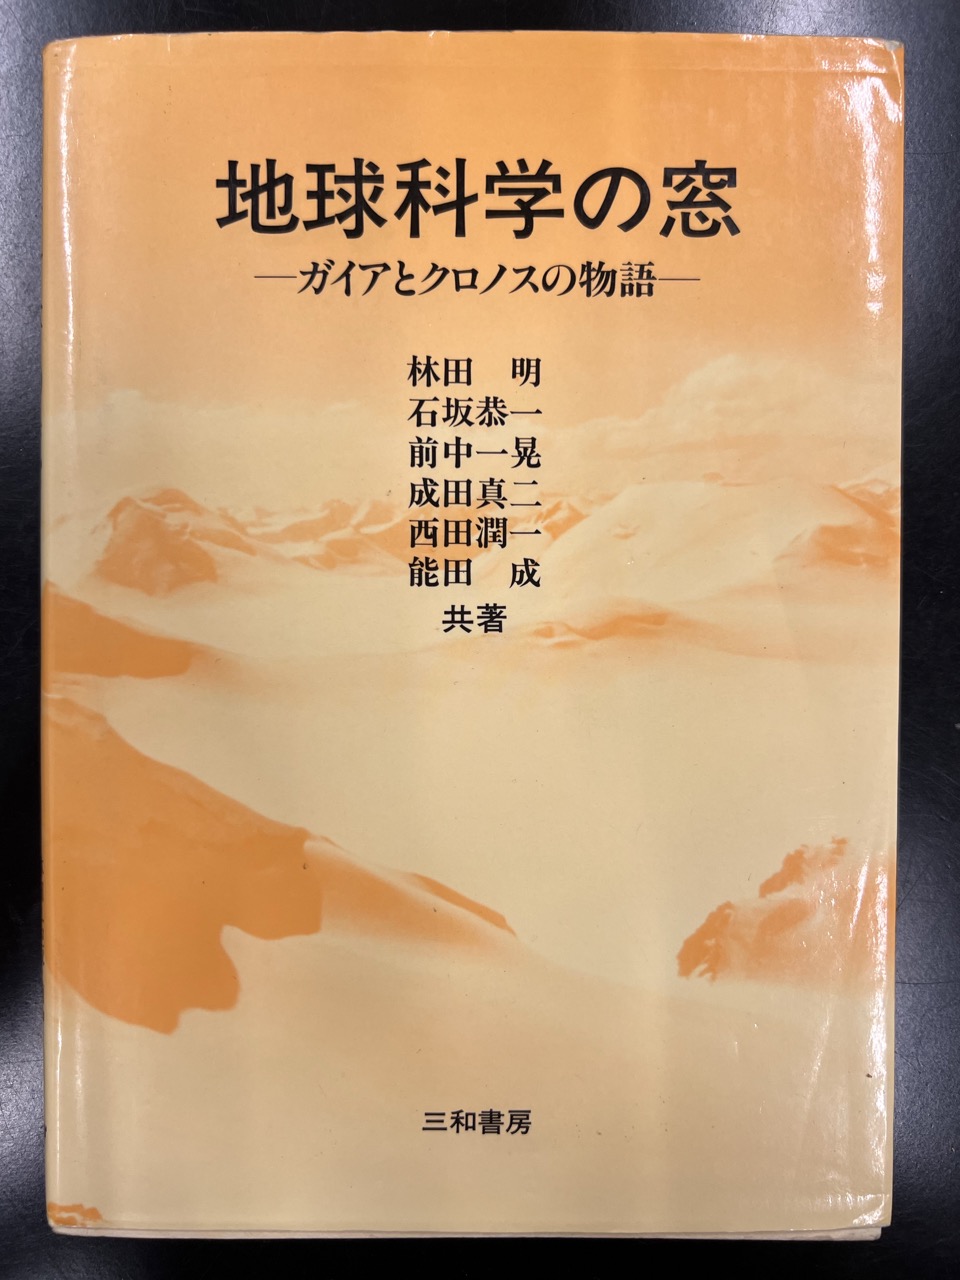 地球科学の窓
―ガイアとクロノスの物語―
林田 明
石坂恭一
前中一晃
成田真二
西田潤一
能田 成
共著
三和書房